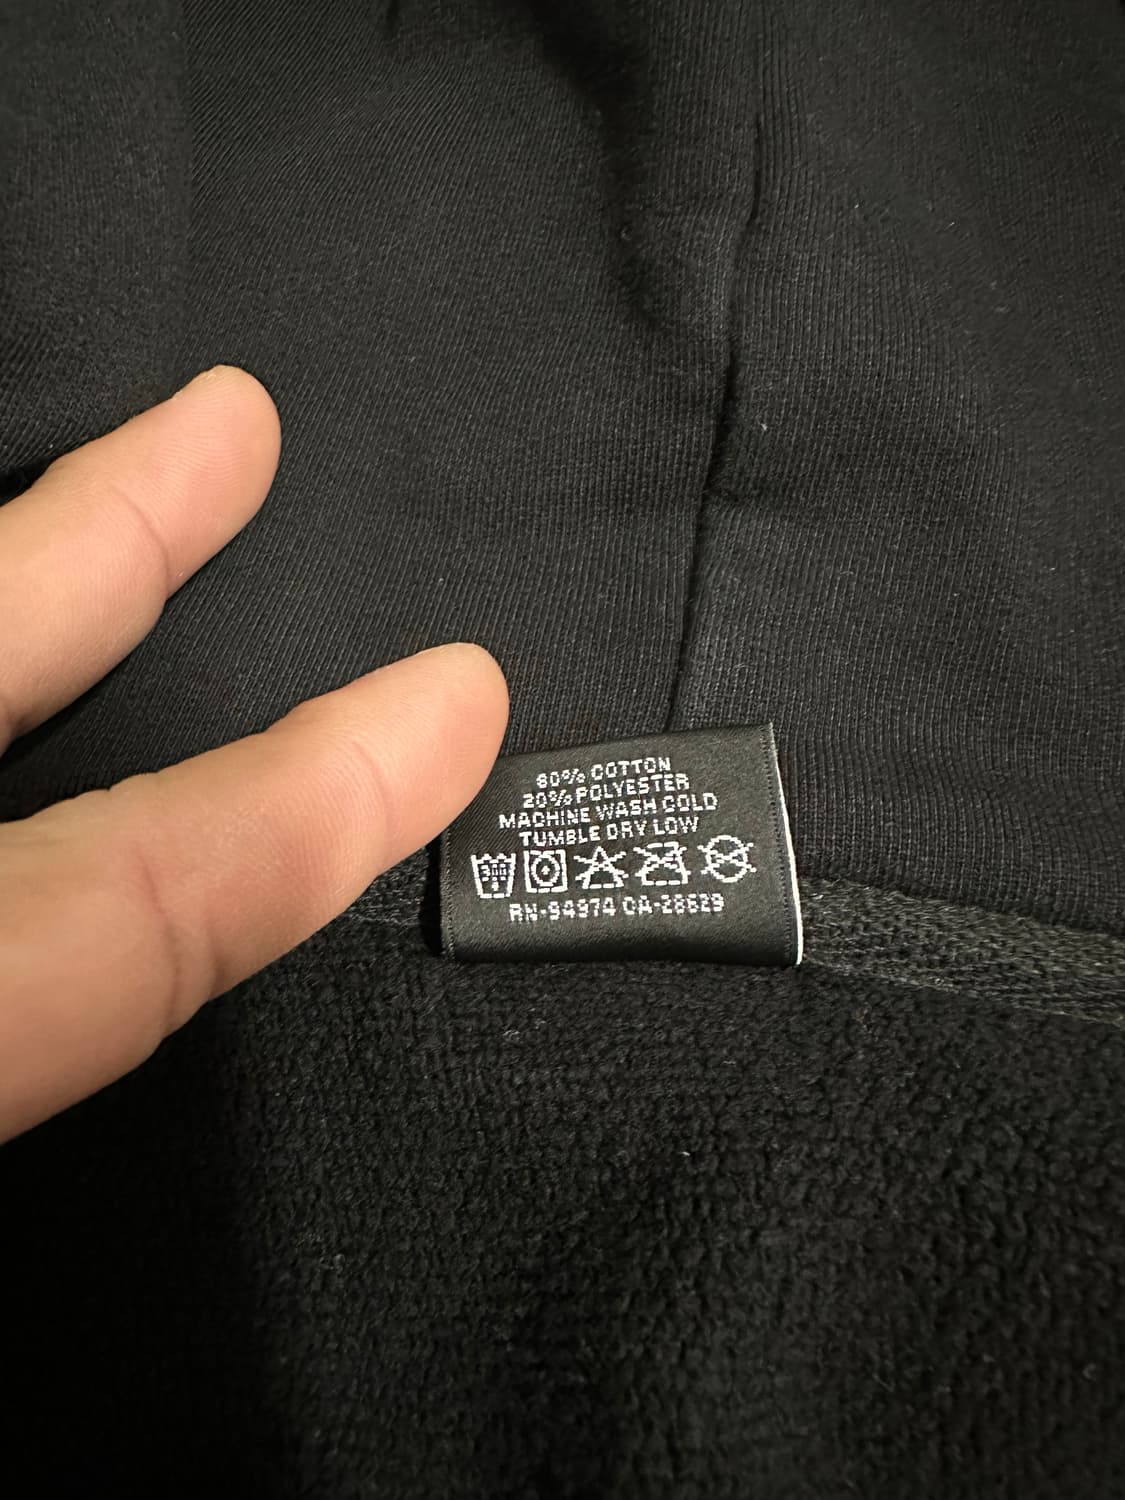 80% COTTON
20% POLYESTER
MACHINE WASH COLD
TUMBLE DRY LOW
RN-94974 CA-28629